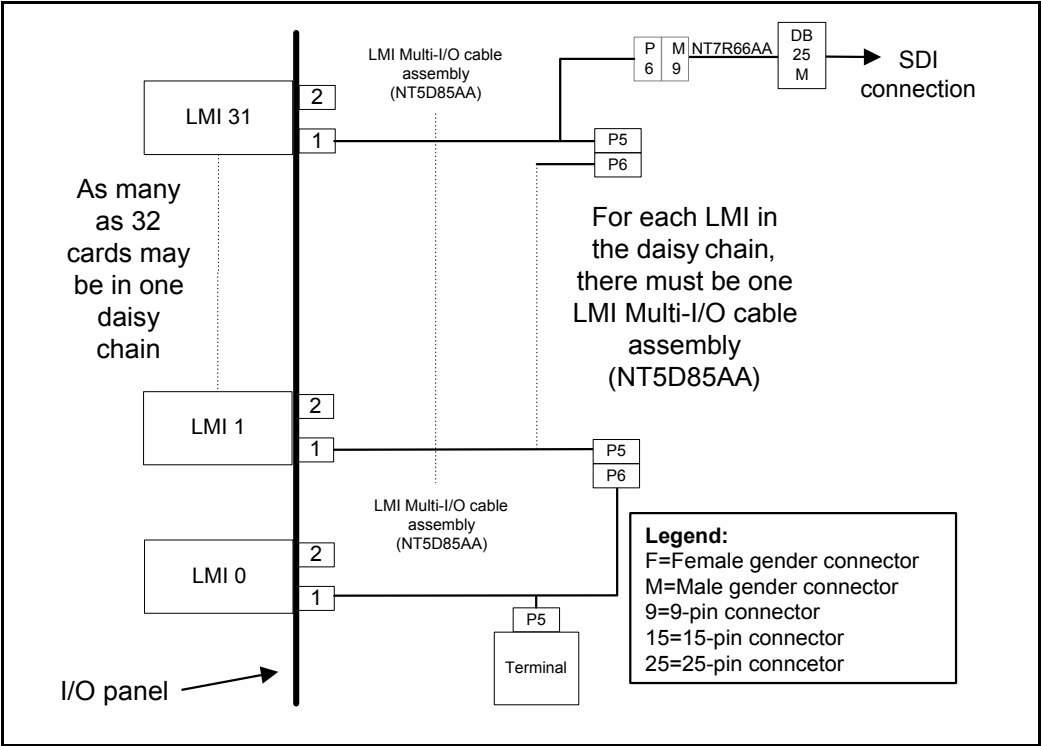 LMI Multi-I/O cable
assembly
(NT5D85AA)
P
6
M
9
NT7R66AA
DB
25
M
SDI
connection
LMI 31
2
1
P5
P6
As many
as 32
cards may
be in one
daisy
chain
For each LMI in
the daisy chain,
there must be one
LMI Multi-I/O cable
assembly
(NT5D85AA)
LMI 1
2
1
P5
P6
LMI Multi-I/O cable
assembly
(NT5D85AA)
LMI 0
2
1
P5
Terminal
Legend:
F=Female gender connector
M=Male gender connector
9=9-pin connector
15=15-pin connector
25=25-pin conncetor
I/O panel